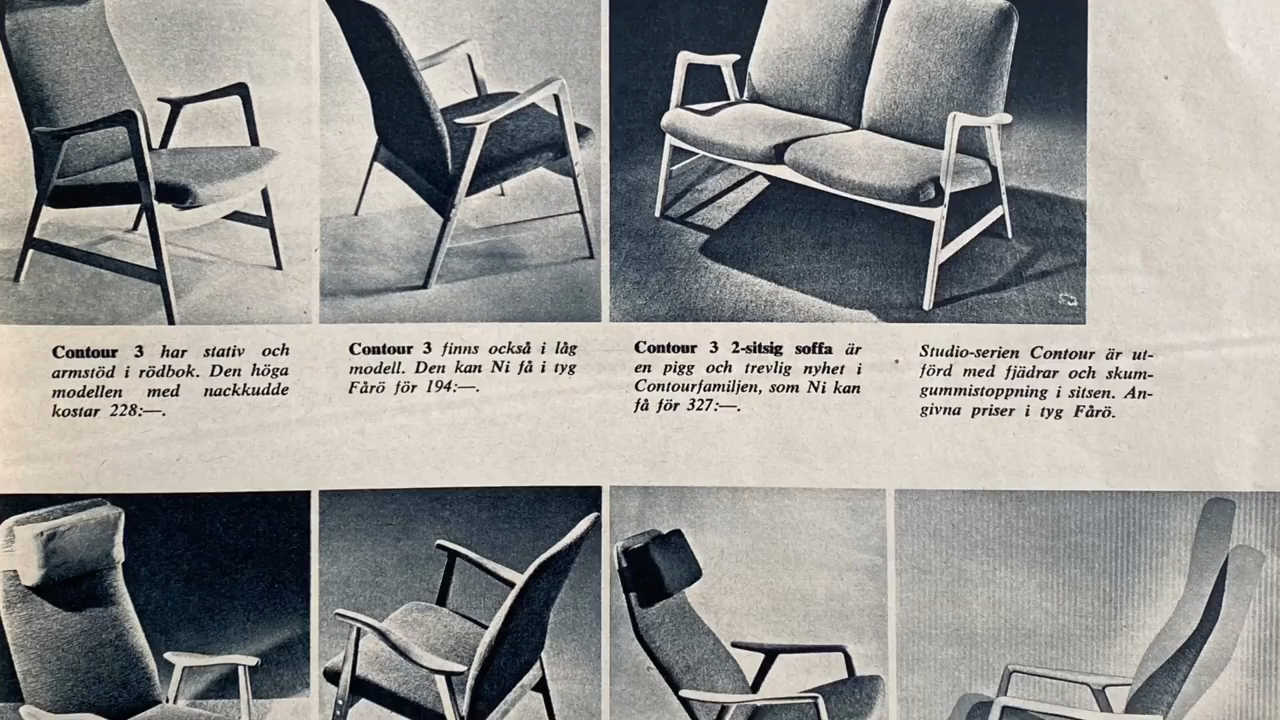 Contour 3 har stativ och
armstöd i rödbok. Den höga
modellen med nackkudde
kostar 228:—.
Contour 3 finns också i låg
modell. Den kan Ni få i tyg
Fårö för 194:—.
Contour 3 2-sitsig soffa är
en pigg och trevlig nyhet i
Contourfamiljen, som Ni kan
få för 327:—.
Studio-serien Contour är ut-
förd med fjädrar och skum-
gummistoppning i sitsen. An-
givna priser i tyg Fårö.